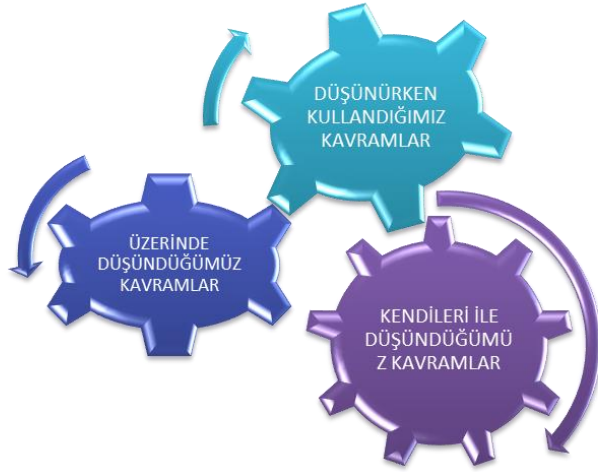 DÜŞÜNÜRKEN
KULLANDIĞIMIZ
KAVRAMLAR
ÜZERİNDE
DÜŞÜNDÜĞÜMÜZ
KAVRAMLAR
KENDİLERİ İLE
DÜŞÜNDÜĞÜMÜ
Z KAVRAMLAR